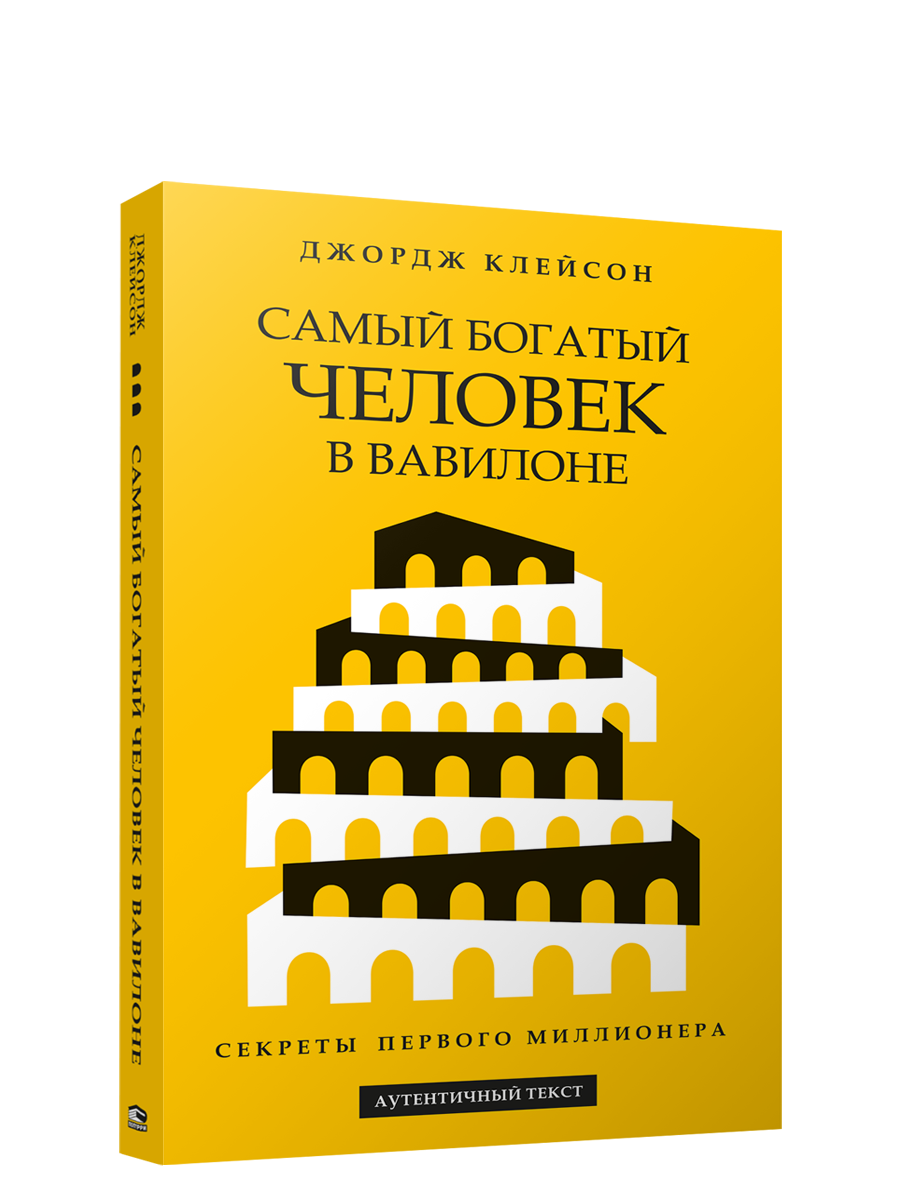 ДЖОРДЖ КЛЕЙСОН
САМЫЙ БОГАТЫЙ
ЧЕЛОВЕК
В ВАВИЛОНЕ
СЕКРЕТЫ ПЕРВОГО МИЛЛИОНЕРА
АУТЕНТИЧНЫЙ ТЕКСТ
ДЖОРДЖ
КЛЕЙСОН
САМЫЙ БОГАТЫЙ ЧЕЛОВЕК В ВАВИЛОНЕ